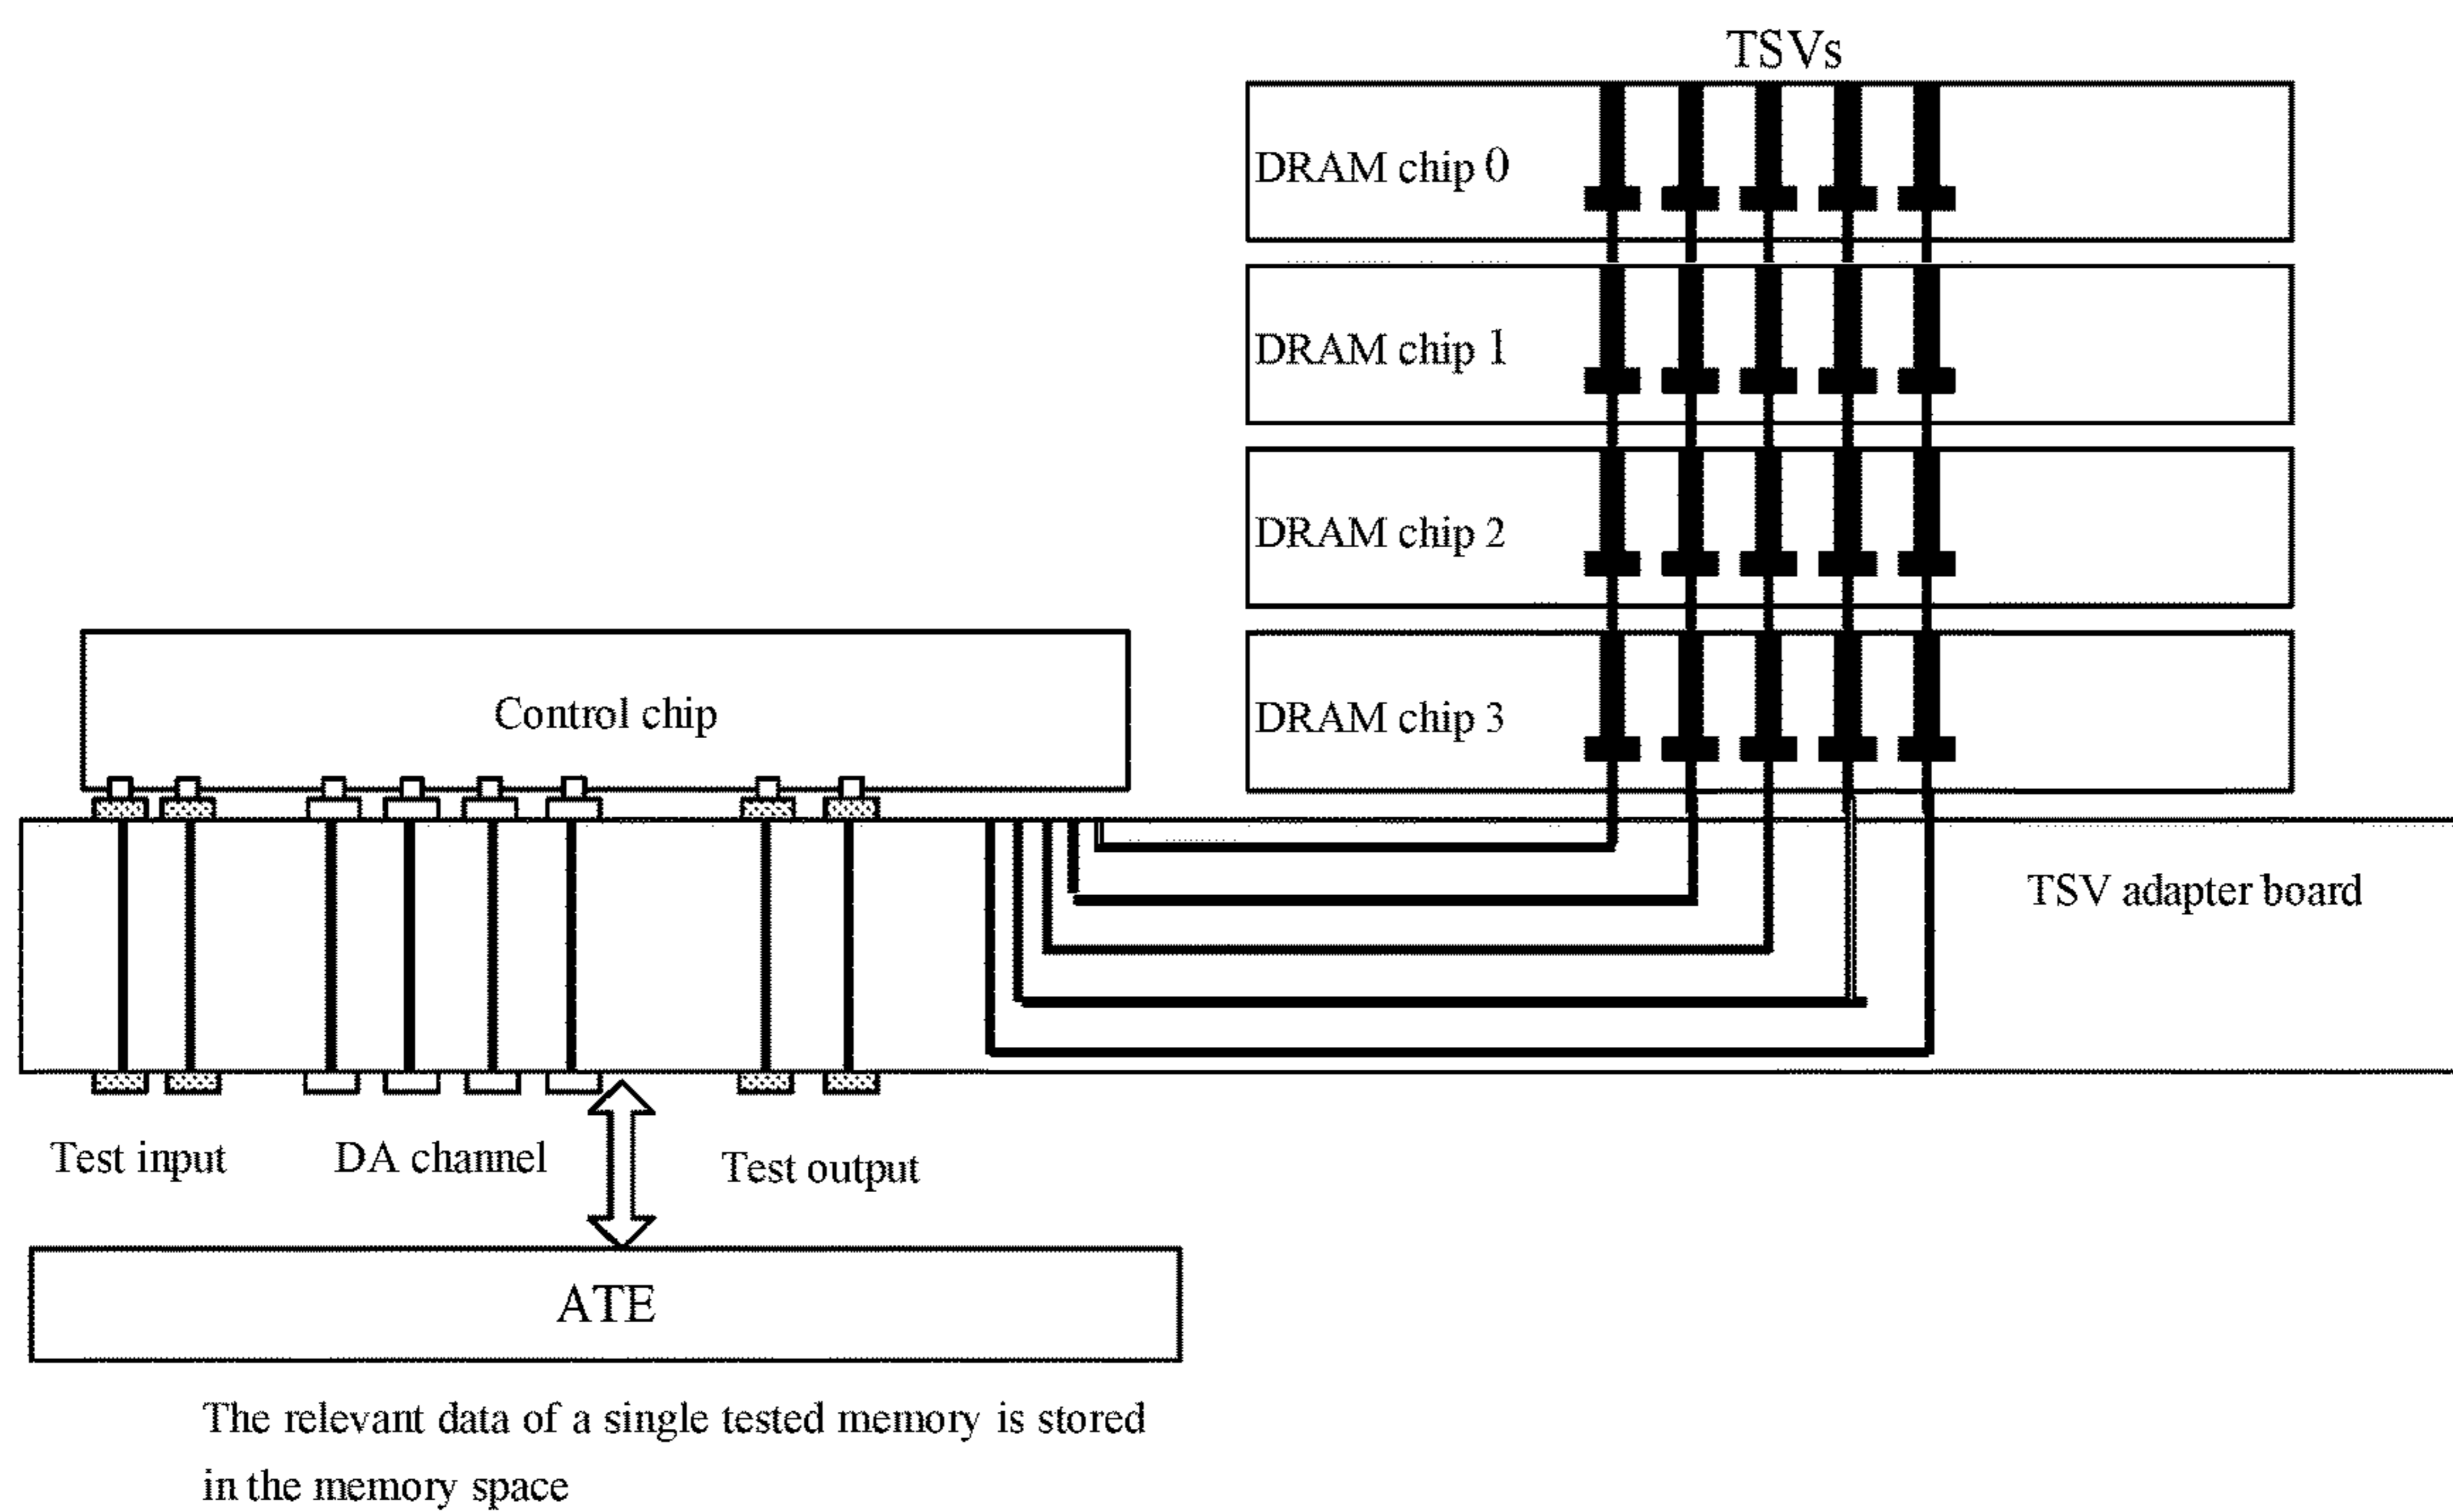 TSVs
DRAM chip 0
DRAM chip 1
DRAM chip 2
DRAM chip 3
Control chip
TSV adapter board
Test input
DA channel
Test output
ATE
The relevant data of a single tested memory is stored
in the memory space